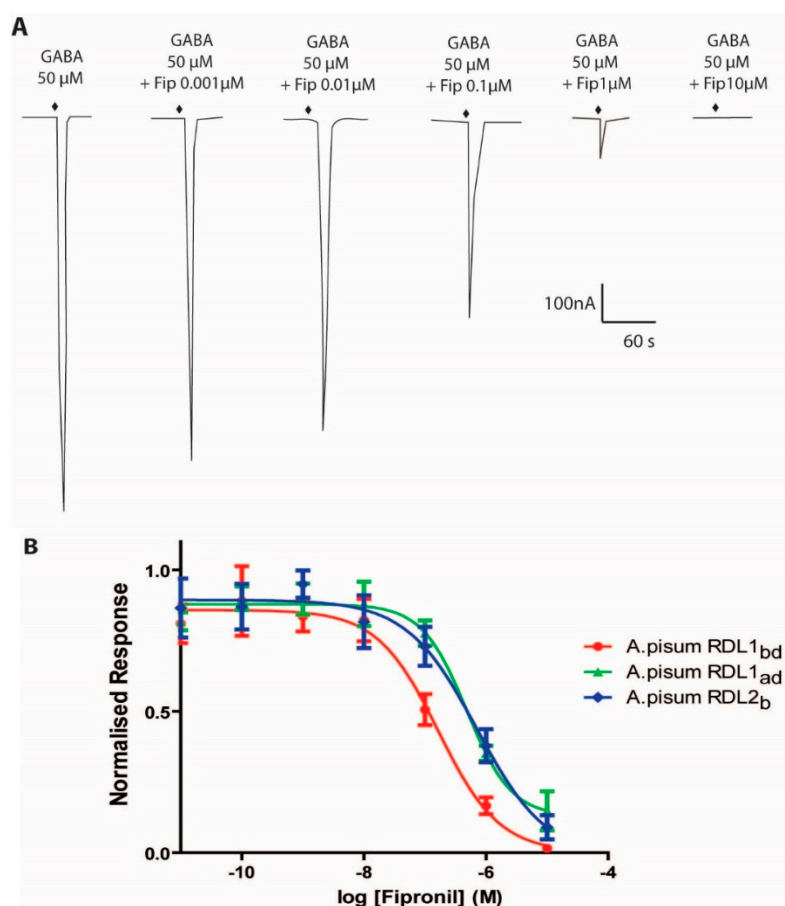 A
GABA
50 µM
GABA
50 µM
+ Fip 0.001µM
GABA
50 µM
+ Fip 0.01µM
GABA
50 µM
+ Fip 0.1µM
GABA
50 µM
+ Fip1µM
GABA
50 µM
+ Fip10µM
100nA
60 s
B
Normalised Response
1.0
0.5
0.0
-10
-8
-6
-4
log [Fipronil] (M)
A.pisum RDL1bd
A.pisum RDL1ad
A.pisum RDL2b